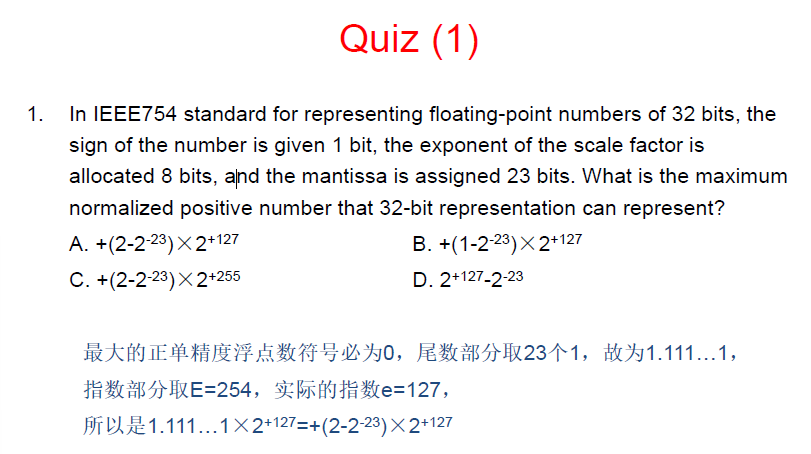 Quiz (1)
1. In IEEE754 standard for representing floating-point numbers of 32 bits, the
sign of the number is given 1 bit, the exponent of the scale factor is
allocated 8 bits, and the mantissa is assigned 23 bits. What is the maximum
normalized positive number that 32-bit representation can represent?
A. +(2-2⁻²³)×2⁺¹²⁷ B. +(1-2⁻²³)×2⁺¹²⁷
C. +(2-2⁻²³)×2⁺²⁵⁵ D. 2⁺¹²⁷-2⁻²³
最大的正单精度浮点数符号必为0，尾数部分取23个1，故为1.111…1，
指数部分取E=254，实际的指数e=127，
所以是1.111…1×2⁺¹²⁷=+(2-2⁻²³)×2⁺¹²⁷